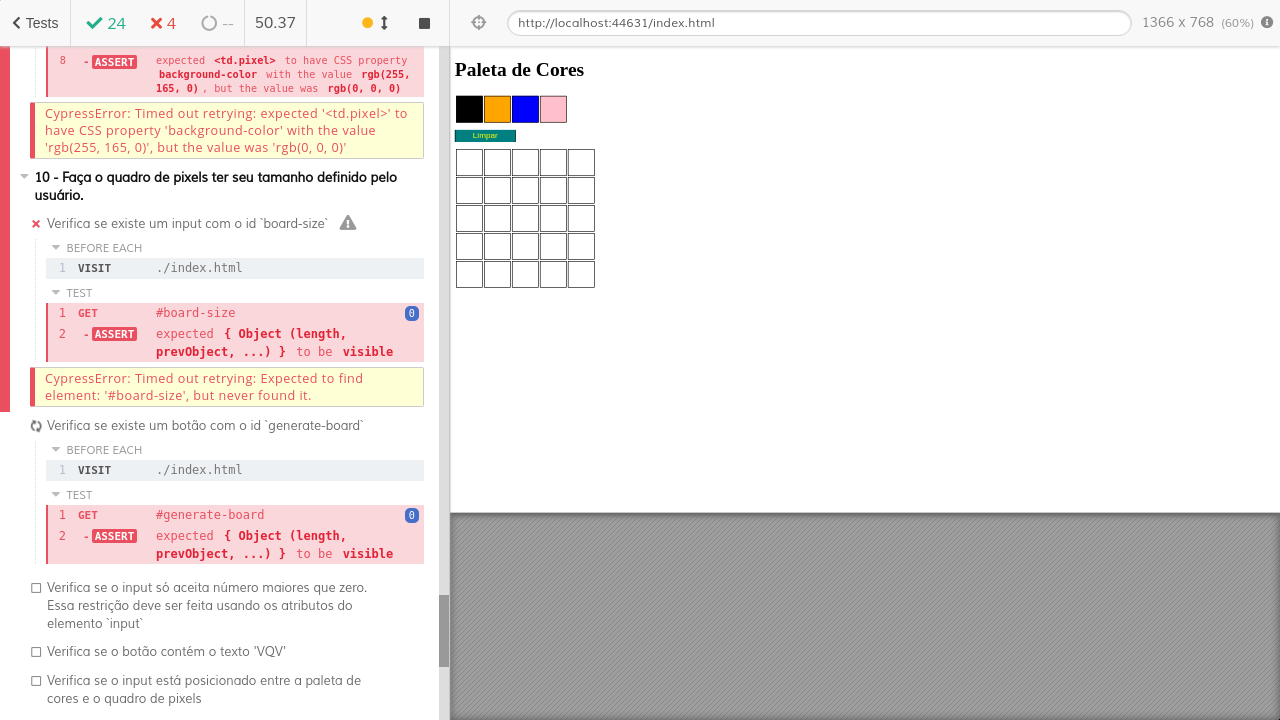 Tests
24
4
--
50.37
http://localhost:44631/index.html
1366 x 768 (60%)
8 - ASSERT expected <td.pixel> to have CSS property
background-color with the value rgb(255,
165, 0) , but the value was rgb(0, 0, 0)
CypressError: Timed out retrying: expected '<td.pixel>' to
have CSS property 'background-color' with the value
'rgb(255, 165, 0)', but the value was 'rgb(0, 0, 0)'
10 - Faça o quadro de pixels ter seu tamanho definido pelo
usuário.
Verifica se existe um input com o id `board-size`
BEFORE EACH
1 VISIT ./index.html
TEST
1 GET #board-size 0
2 - ASSERT expected { Object (length,
prevObject, ...) } to be visible
CypressError: Timed out retrying: Expected to find
element: '#board-size', but never found it.
Verifica se existe um botão com o id `generate-board`
BEFORE EACH
1 VISIT ./index.html
TEST
1 GET #generate-board 0
2 - ASSERT expected { Object (length,
prevObject, ...) } to be visible
Verifica se o input só aceita número maiores que zero.
Essa restrição deve ser feita usando os atributos do
elemento `input`
Verifica se o botão contém o texto 'VQV'
Verifica se o input está posicionado entre a paleta de
cores e o quadro de pixels
Paleta de Cores
Limpar